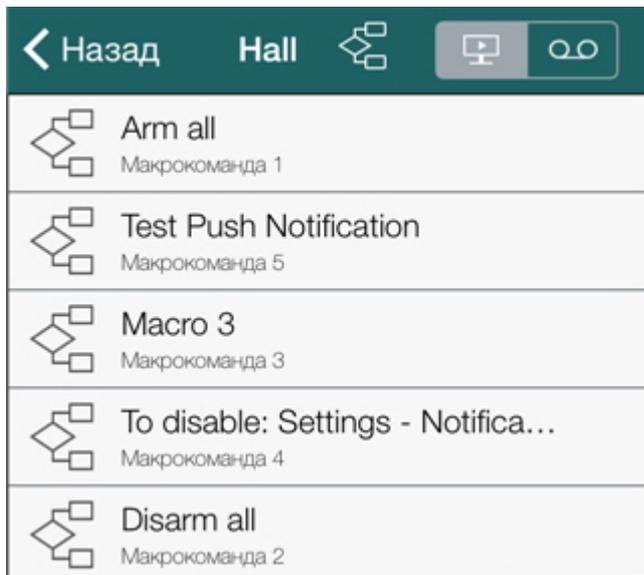 Назад Hall
Arm all
Макрокоманда 1
Test Push Notification
Макрокоманда 5
Macro 3
Макрокоманда 3
To disable: Settings - Notifica...
Макрокоманда 4
Disarm all
Макрокоманда 2